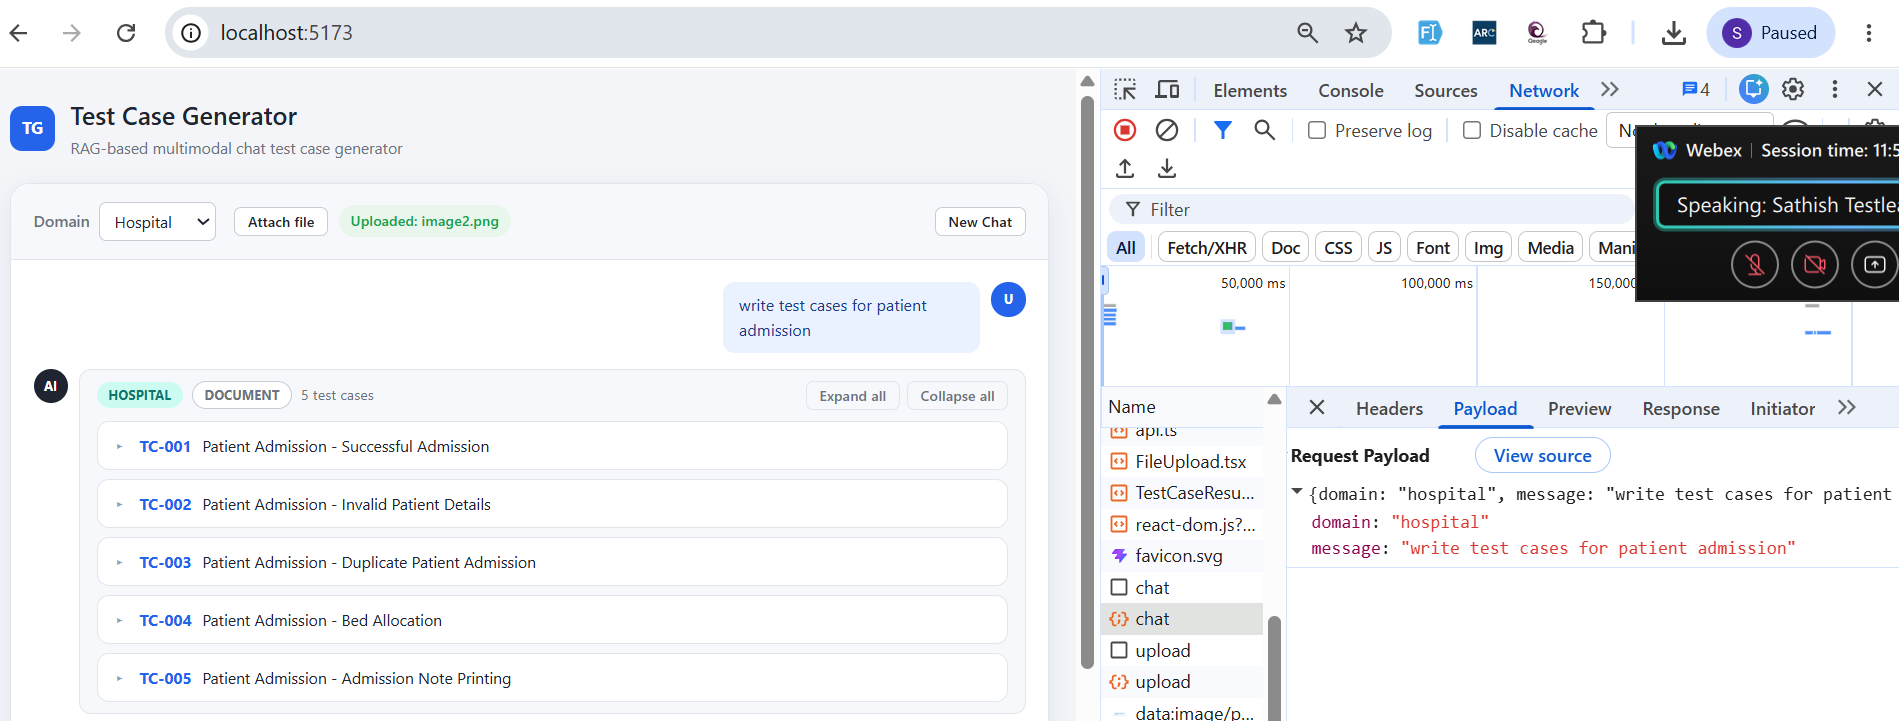 localhost:5173
ARC
Qeagle
S
Paused
TG
Test Case Generator
RAG-based multimodal chat test case generator
Domain
Hospital
Attach file
Uploaded: image2.png
New Chat
write test cases for patient
admission
U
AI
HOSPITAL
DOCUMENT
5 test cases
Expand all
Collapse all
TC-001 Patient Admission - Successful Admission
TC-002 Patient Admission - Invalid Patient Details
TC-003 Patient Admission - Duplicate Patient Admission
TC-004 Patient Admission - Bed Allocation
TC-005 Patient Admission - Admission Note Printing
Elements
Console
Sources
Network
4
Preserve log
Disable cache
Webex
Session time: 11:5
Speaking: Sathish Testlea
Filter
All
Fetch/XHR
Doc
CSS
JS
Font
Img
Media
Mani
50,000 ms
100,000 ms
150,000
Name
api.ts
FileUpload.tsx
TestCaseResu...
react-dom.js?...
favicon.svg
chat
chat
upload
upload
data:image/p...
Headers
Payload
Preview
Response
Initiator
Request Payload
View source
{domain: "hospital", message: "write test cases for patient
domain: "hospital"
message: "write test cases for patient admission"